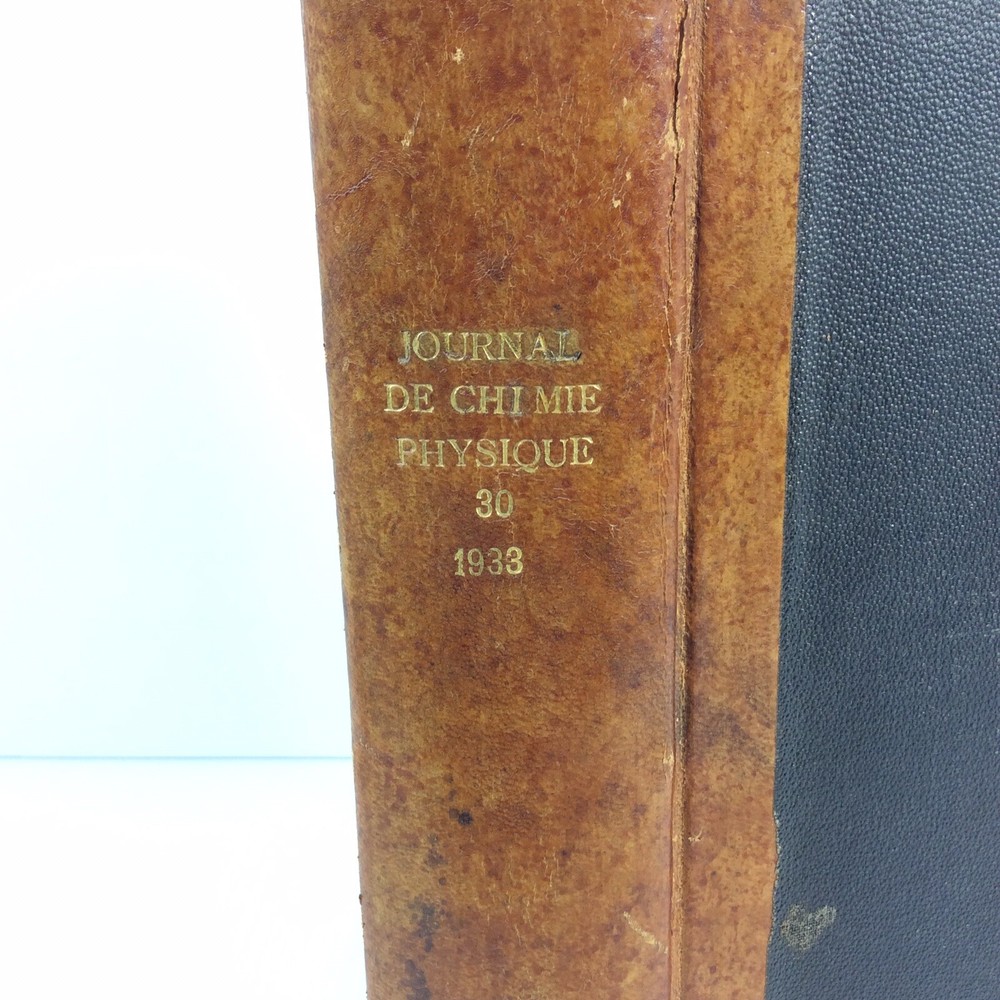 JOURNAL
DE CHIMIE
PHYSIQUE
30
1933